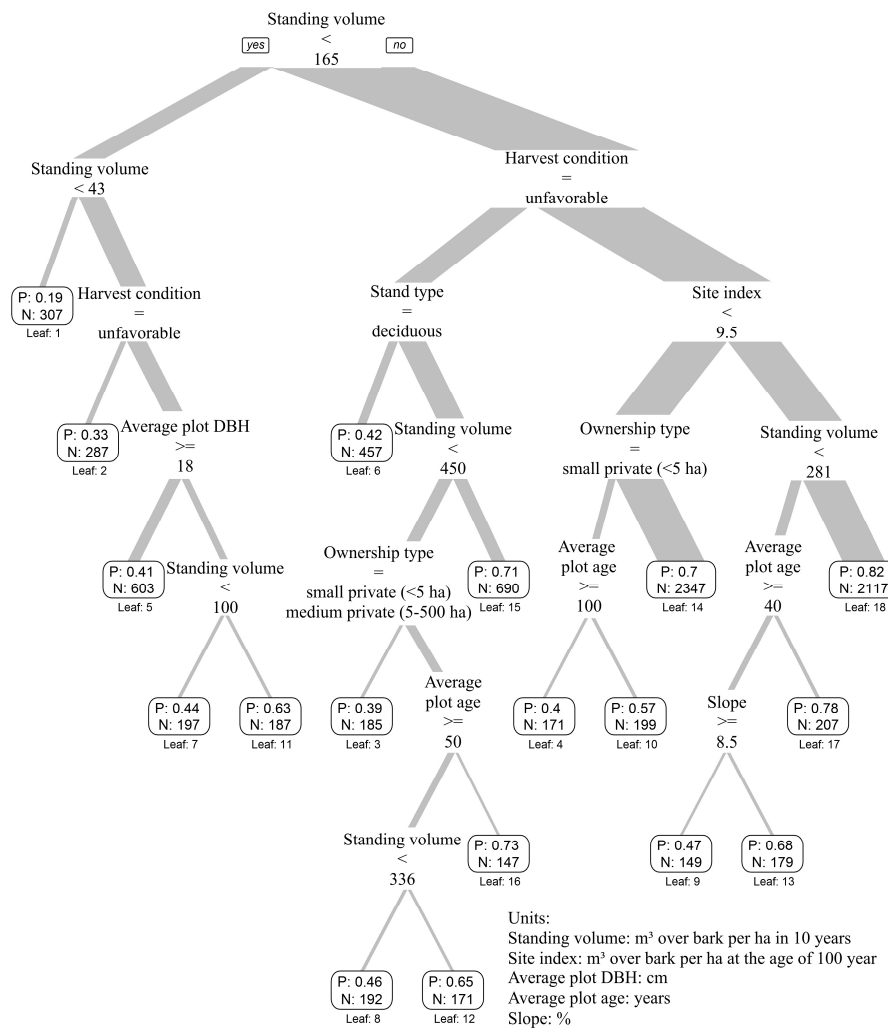 Standing volume
<
165
yes
no
Standing volume
< 43
Harvest condition
=
unfavorable
P: 0.19
N: 307
Leaf: 1
Harvest condition
=
unfavorable
Stand type
=
deciduous
Site index
<
9.5
P: 0.33
N: 287
Leaf: 2
Average plot DBH
>=
18
P: 0.42
N: 457
Leaf: 6
Standing volume
<
450
Ownership type
=
small private (<5 ha)
Standing volume
<
281
P: 0.41
N: 603
Leaf: 5
Standing volume
<
100
Ownership type
=
small private (<5 ha)
medium private (5-500 ha)
P: 0.71
N: 690
Leaf: 15
Average
plot age
>=
100
P: 0.7
N: 2347
Leaf: 14
Average
plot age
>=
40
P: 0.82
N: 2117
Leaf: 18
P: 0.44
N: 197
Leaf: 7
P: 0.63
N: 187
Leaf: 11
P: 0.39
N: 185
Leaf: 3
Average
plot age
>=
50
P: 0.4
N: 171
Leaf: 4
P: 0.57
N: 199
Leaf: 10
Slope
>=
8.5
P: 0.78
N: 207
Leaf: 17
Standing volume
<
336
P: 0.73
N: 147
Leaf: 16
P: 0.47
N: 149
Leaf: 9
P: 0.68
N: 179
Leaf: 13
P: 0.46
N: 192
Leaf: 8
P: 0.65
N: 171
Leaf: 12
Units:
Standing volume: m³ over bark per ha in 10 years
Site index: m³ over bark per ha at the age of 100 year
Average plot DBH: cm
Average plot age: years
Slope: %